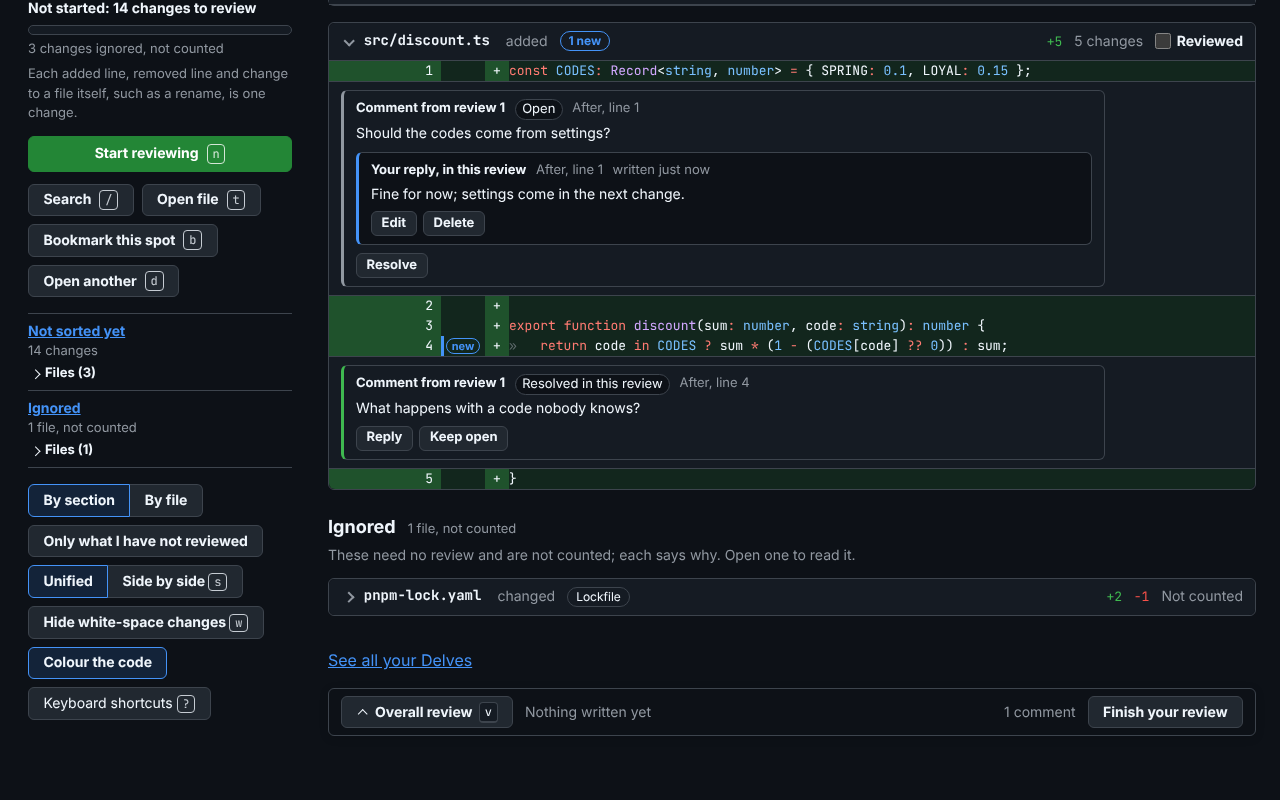 Not started: 14 changes to review
3 changes ignored, not counted
Each added line, removed line and change
to a file itself, such as a rename, is one
change.
Start reviewing n
Search / Open file t
Bookmark this spot b
Open another d
Not sorted yet
14 changes
Files (3)
Ignored
1 file, not counted
Files (1)
By section By file
Only what I have not reviewed
Unified Side by side s
Hide white-space changes w
Colour the code
Keyboard shortcuts ?
src/discount.ts added 1 new +5 5 changes Reviewed
1 + const CODES: Record<string, number> = { SPRING: 0.1, LOYAL: 0.15 };
Comment from review 1 Open After, line 1
Should the codes come from settings?
Your reply, in this review After, line 1 written just now
Fine for now; settings come in the next change.
Edit Delete
Resolve
2 +
3 + export function discount(sum: number, code: string): number {
4 new + » return code in CODES ? sum * (1 - (CODES[code] ?? 0)) : sum;
Comment from review 1 Resolved in this review After, line 4
What happens with a code nobody knows?
Reply Keep open
5 + }
Ignored 1 file, not counted
These need no review and are not counted; each says why. Open one to read it.
pnpm-lock.yaml changed Lockfile +2 -1 Not counted
See all your Delves
Overall review v Nothing written yet 1 comment Finish your review